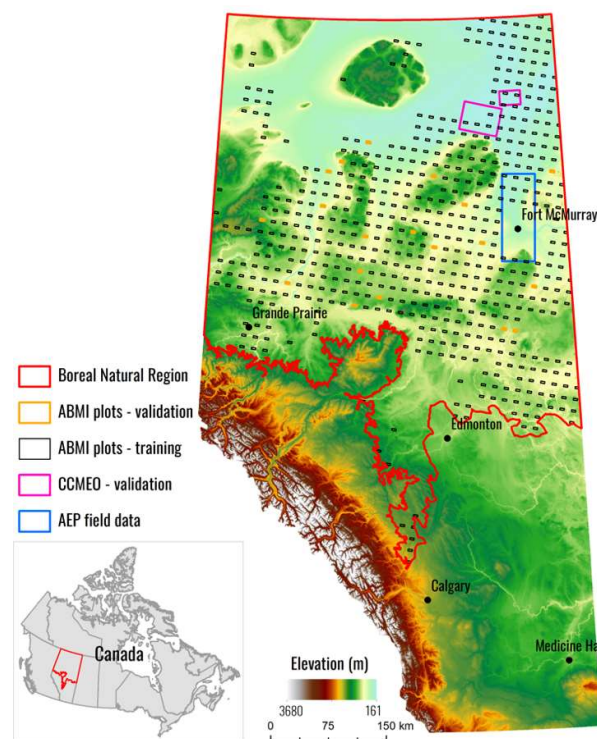 Fort McMurray
Grande Prairie
Edmonton
Calgary
Medicine Ha
Boreal Natural Region
ABMI plots - validation
ABMI plots - training
CCMEO - validation
AEP field data
Canada
Elevation (m)
3680 161
0 75 150 km